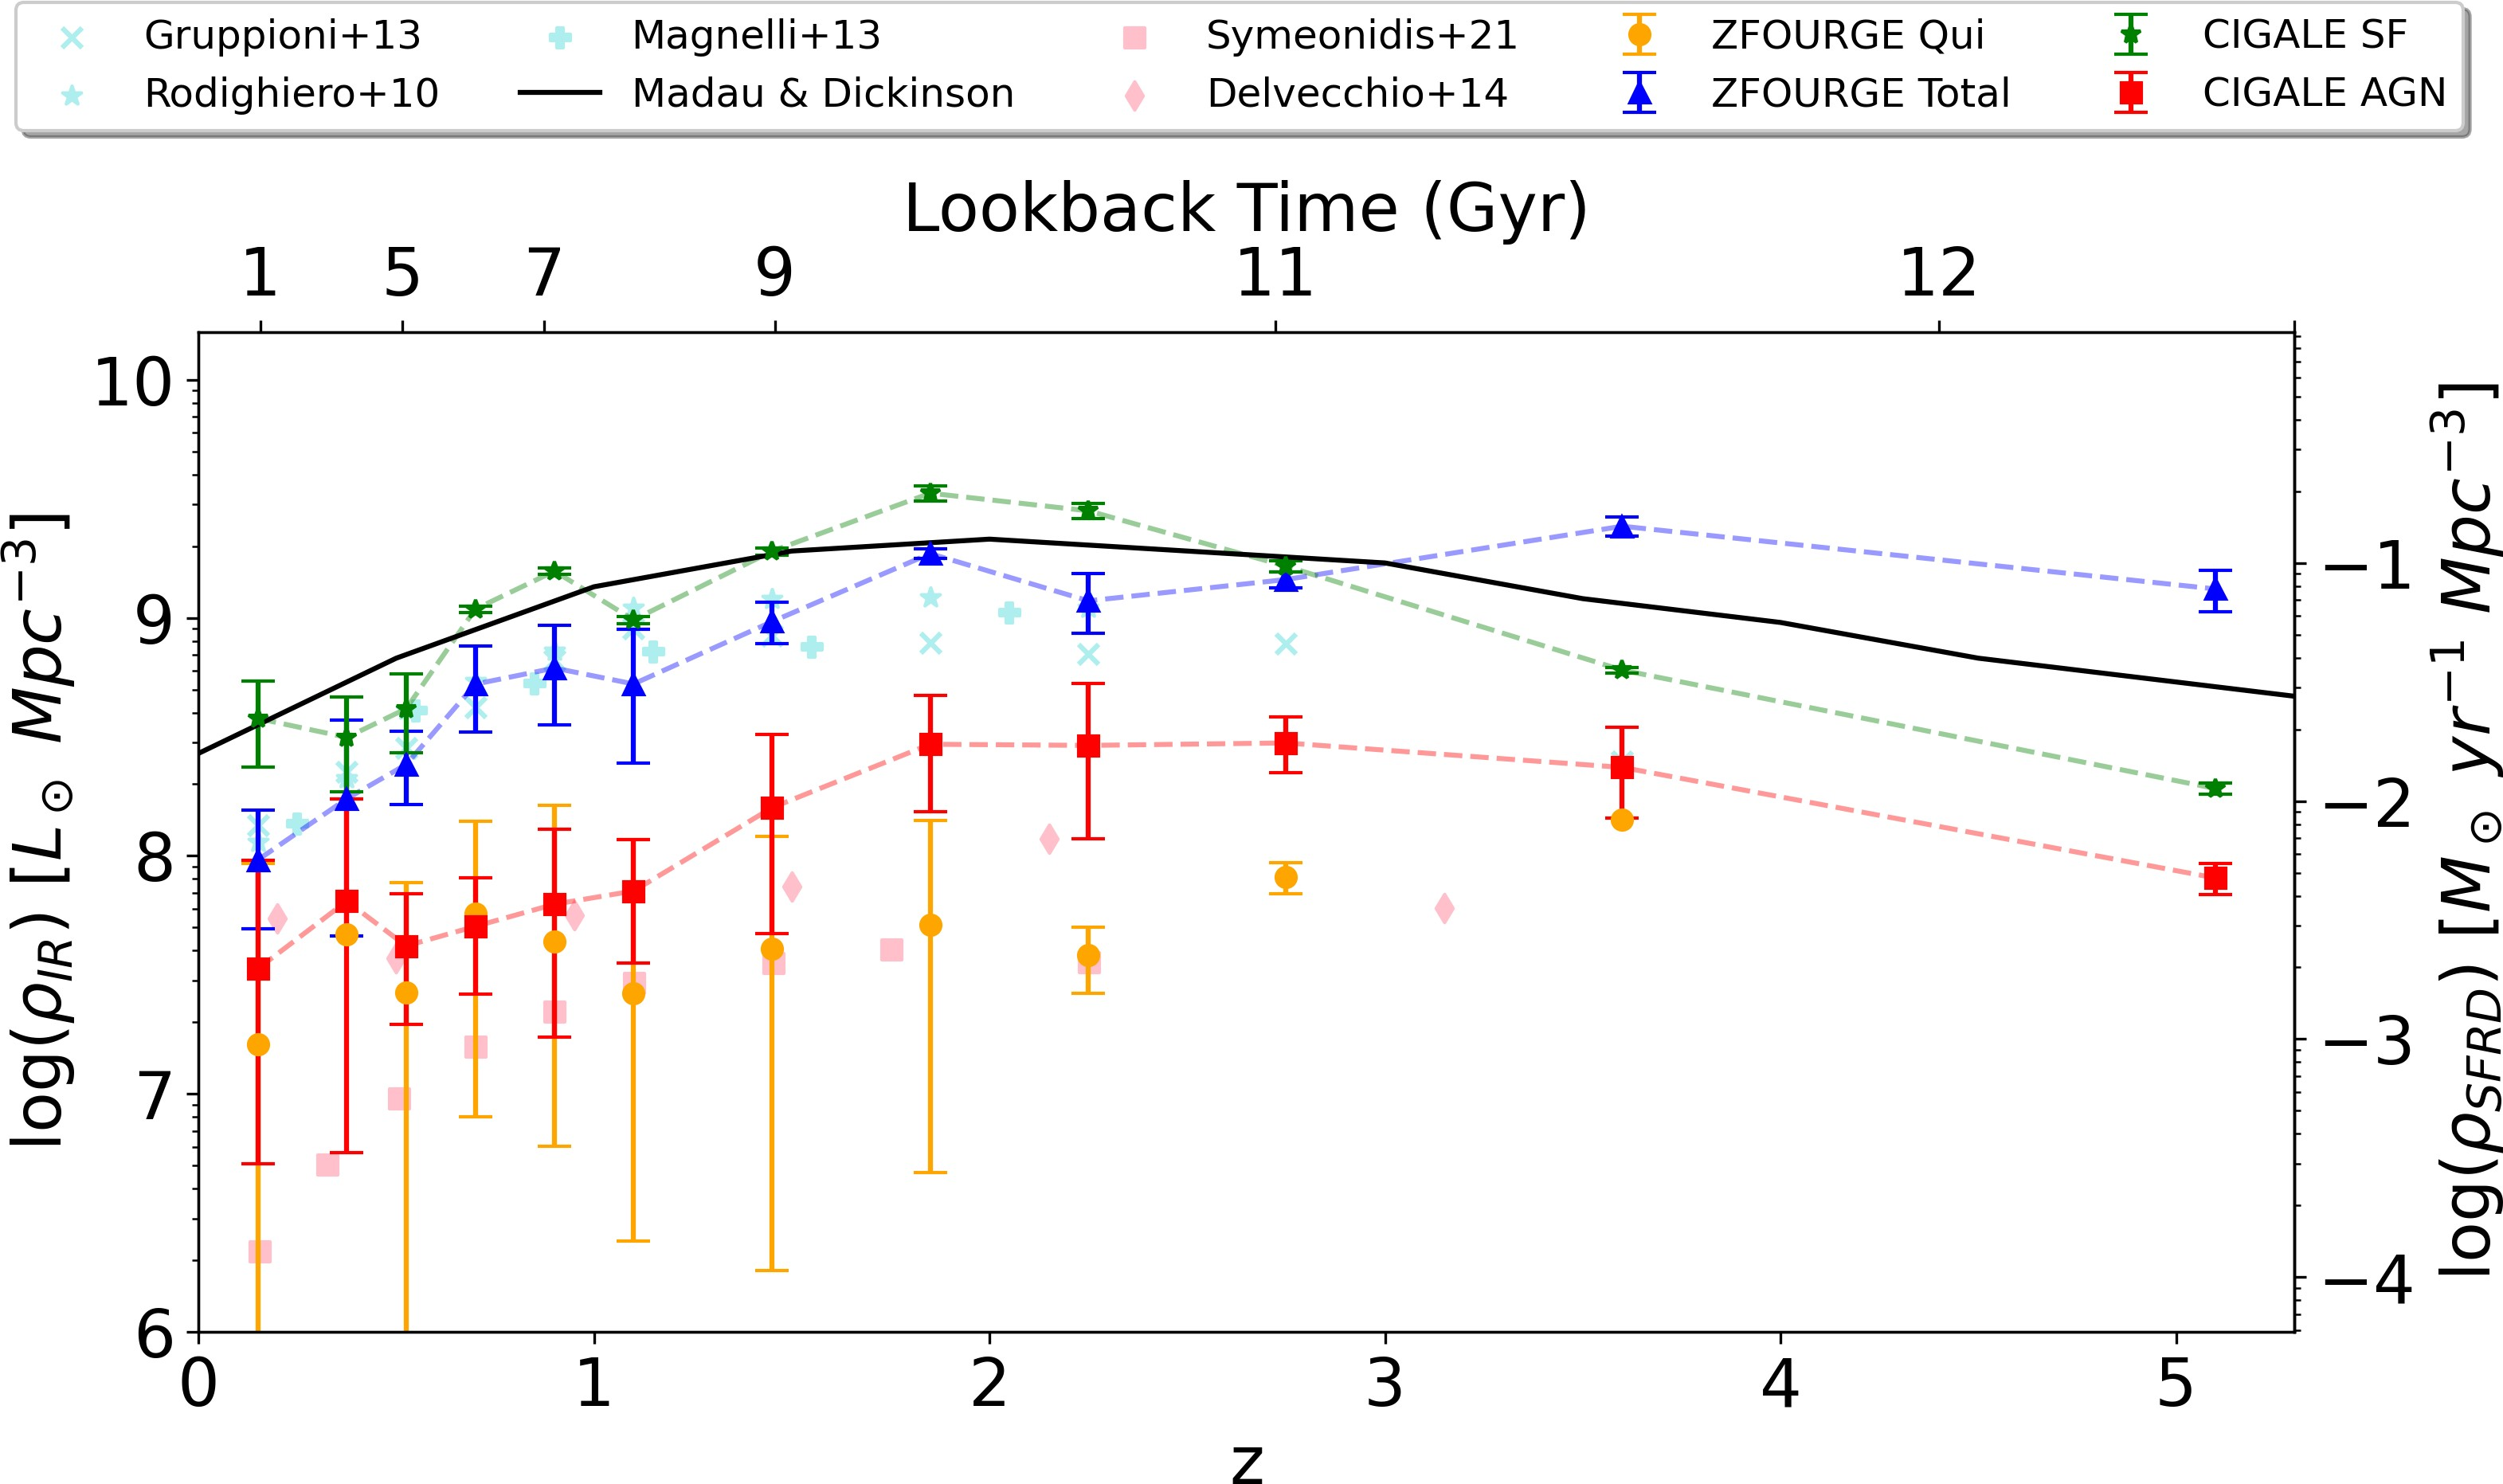 Gruppioni+13 Magnelli+13 Symeonidis+21 ZFOURGE Qui CIGALE SF
Rodighiero+10 Madau & Dickinson Delvecchio+14 ZFOURGE Total CIGALE AGN
Lookback Time (Gyr)
1 5 7 9 11 12
log(ρ_IR) [L⊙ Mpc⁻³]
10
9
8
7
6
0 1 2 3 4 5
z
−1
−2
−3
−4
log(ρ_SFRD) [M⊙ yr⁻¹ Mpc⁻³]